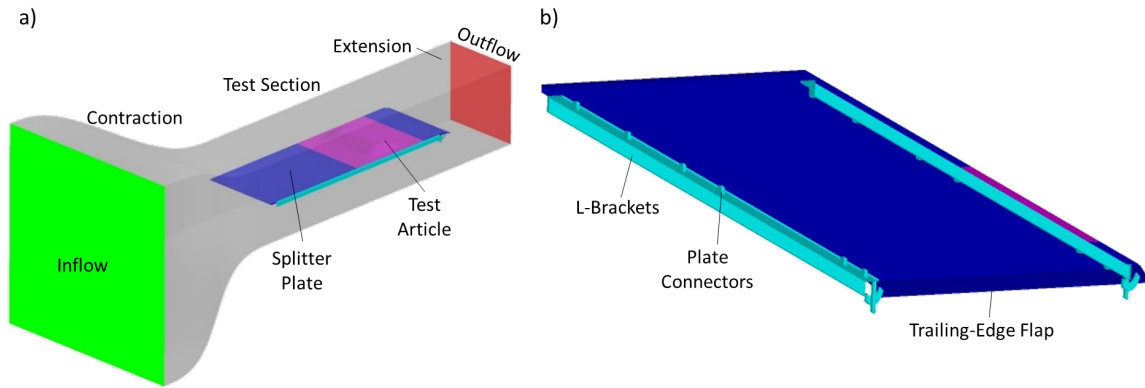 a)
Outflow
Extension
Test Section
Contraction
Test
Article
Splitter
Plate
Inflow
b)
L-Brackets
Plate
Connectors
Trailing-Edge Flap